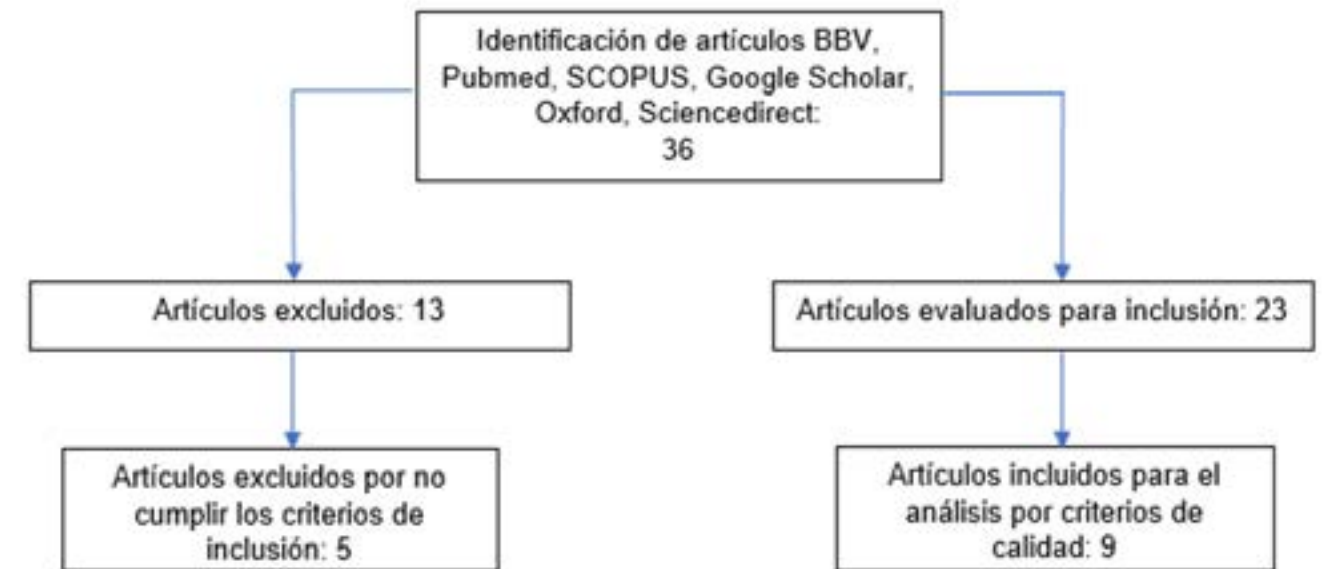 Identificación de artículos BBV,
Pubmed, SCOPUS, Google Scholar,
Oxford, Sciencedirect:
36
Artículos excluidos: 13
Artículos evaluados para inclusión: 23
Artículos excluidos por no
cumplir los criterios de
inclusión: 5
Artículos incluidos para el
análisis por criterios de
calidad: 9